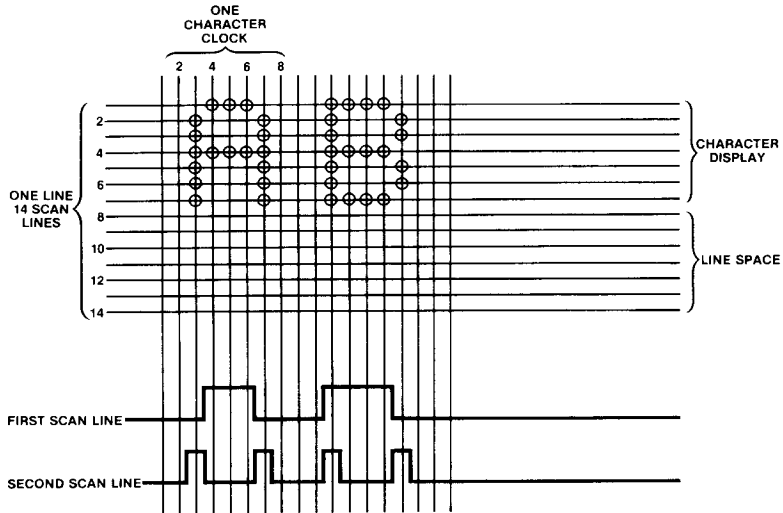 ONE
CHARACTER
CLOCK
2 4 6 8
2
4
6
8
10
12
14
ONE LINE
14 SCAN
LINES
CHARACTER
DISPLAY
LINE SPACE
FIRST SCAN LINE
SECOND SCAN LINE